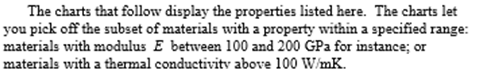 The charts that follow display the properties listed here. The charts let
you pick off the subset of materials with a property within a specified range:
materials with modulus E between 100 and 200 GPa for instance; or
materials with a thermal conductivity above 100 W/mK.